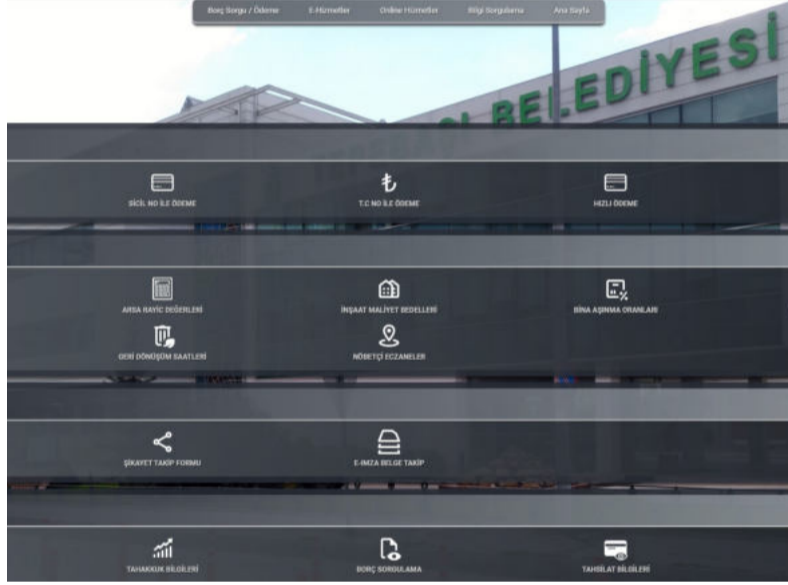 Borç Sorgu / Ödeme E-Hizmetler Online Hizmetler Bilgi Sorgulama Ana Sayfa
BELEDİYESİ
SİCİL NO İLE ÖDEME T.C NO İLE ÖDEME HIZLI ÖDEME
ARSA RAYİÇ DEĞERLERİ İNŞAAT MALİYET BEDELLERİ BİNA AŞINMA ORANLARI
GERİ DÖNÜŞÜM SAATLERİ NÖBETÇİ ECZANELER
ŞİKAYET TAKİP FORMU E-İMZA BELGE TAKİP
TAHAKKUK BİLGİLERİ BORÇ SORGULAMA TAHSİLAT BİLGİLERİ